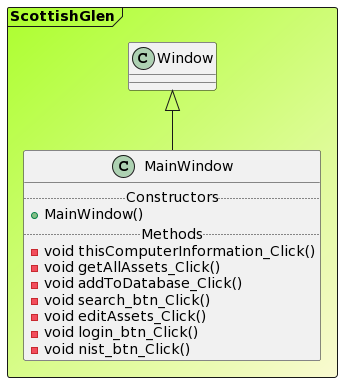 ScottishGlen
C Window
C MainWindow
Constructors
MainWindow()
Methods
void thisComputerInformation_Click()
void getAllAssets_Click()
void addToDatabase_Click()
void search_btn_Click()
void editAssets_Click()
void login_btn_Click()
void nist_btn_Click()